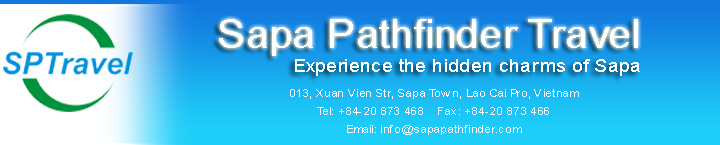 SPTravel
Sapa Pathfinder Travel
Experience the hidden charms of Sapa
013, Xuan Vien Str, Sapa Town, Lao Cai Pro, Vietnam
Tel: +84-20 873 468 Fax: +84-20 873 466
Email: info@sapapathfinder.com